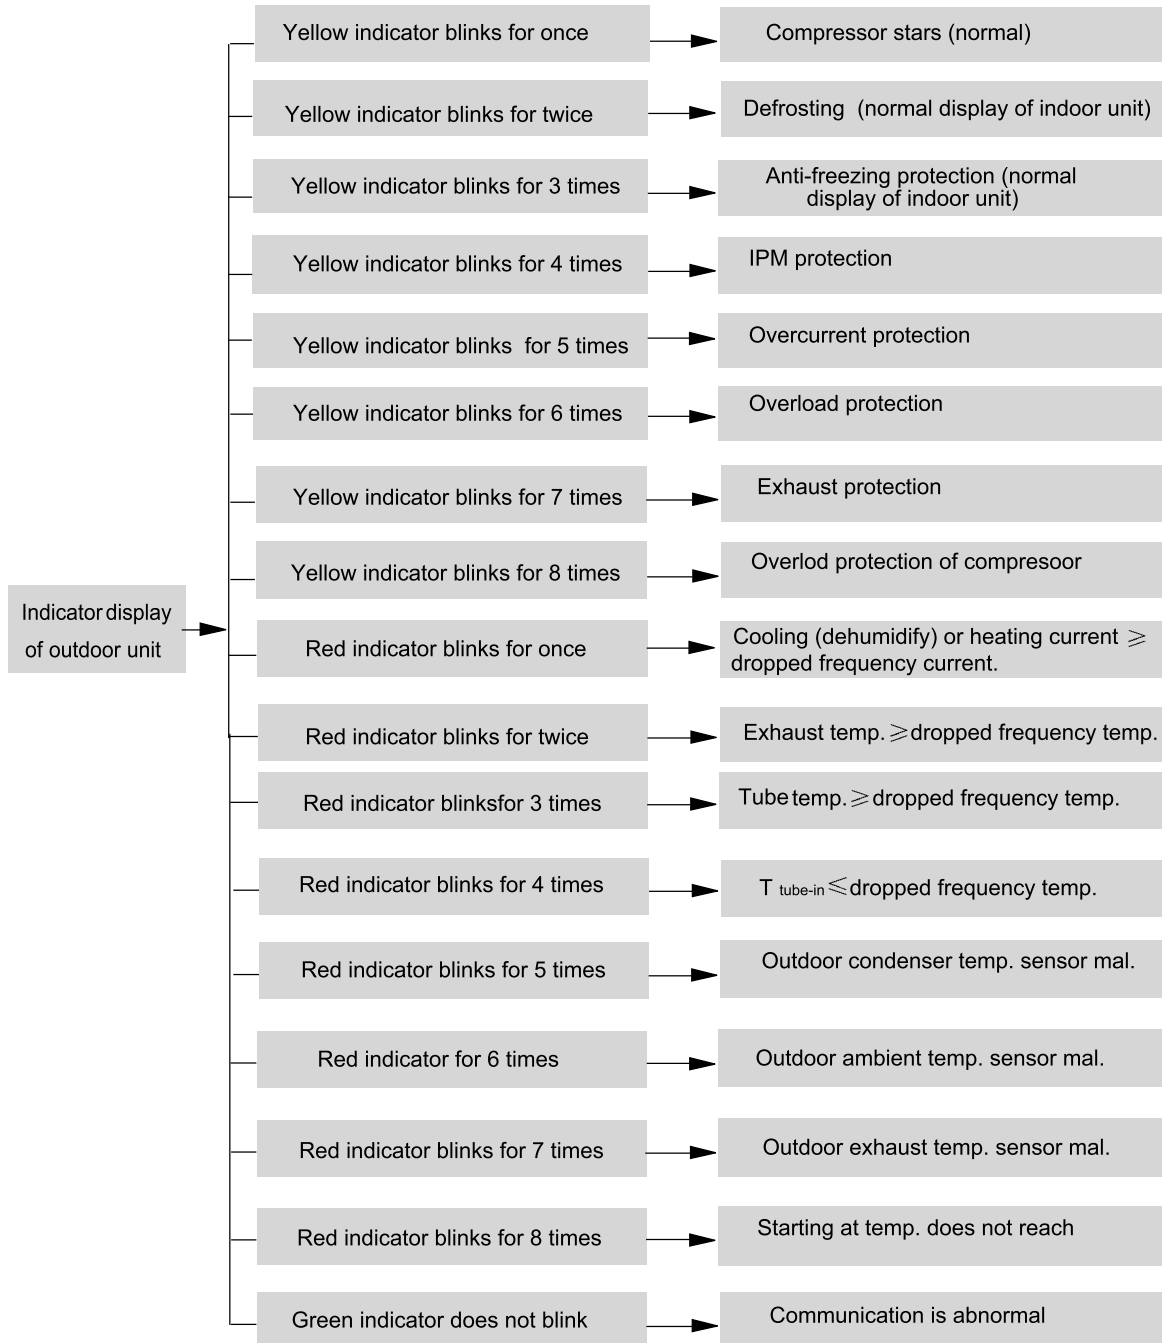 Yellow indicator blinks for once
Compressor stars (normal)
Yellow indicator blinks for twice
Defrosting (normal display of indoor unit)
Yellow indicator blinks for 3 times
Anti-freezing protection (normal
display of indoor unit)
Yellow indicator blinks for 4 times
IPM protection
Yellow indicator blinks for 5 times
Overcurrent protection
Yellow indicator blinks for 6 times
Overload protection
Yellow indicator blinks for 7 times
Exhaust protection
Yellow indicator blinks for 8 times
Overlod protection of compresoor
Indicator display
of outdoor unit
Red indicator blinks for once
Cooling (dehumidify) or heating current ≥
dropped frequency current.
Red indicator blinks for twice
Exhaust temp. ≥dropped frequency temp.
Red indicator blinksfor 3 times
Tube temp. ≥dropped frequency temp.
Red indicator blinks for 4 times
T tube-in ≤dropped frequency temp.
Red indicator blinks for 5 times
Outdoor condenser temp. sensor mal.
Red indicator for 6 times
Outdoor ambient temp. sensor mal.
Red indicator blinks for 7 times
Outdoor exhaust temp. sensor mal.
Red indicator blinks for 8 times
Starting at temp. does not reach
Green indicator does not blink
Communication is abnormal